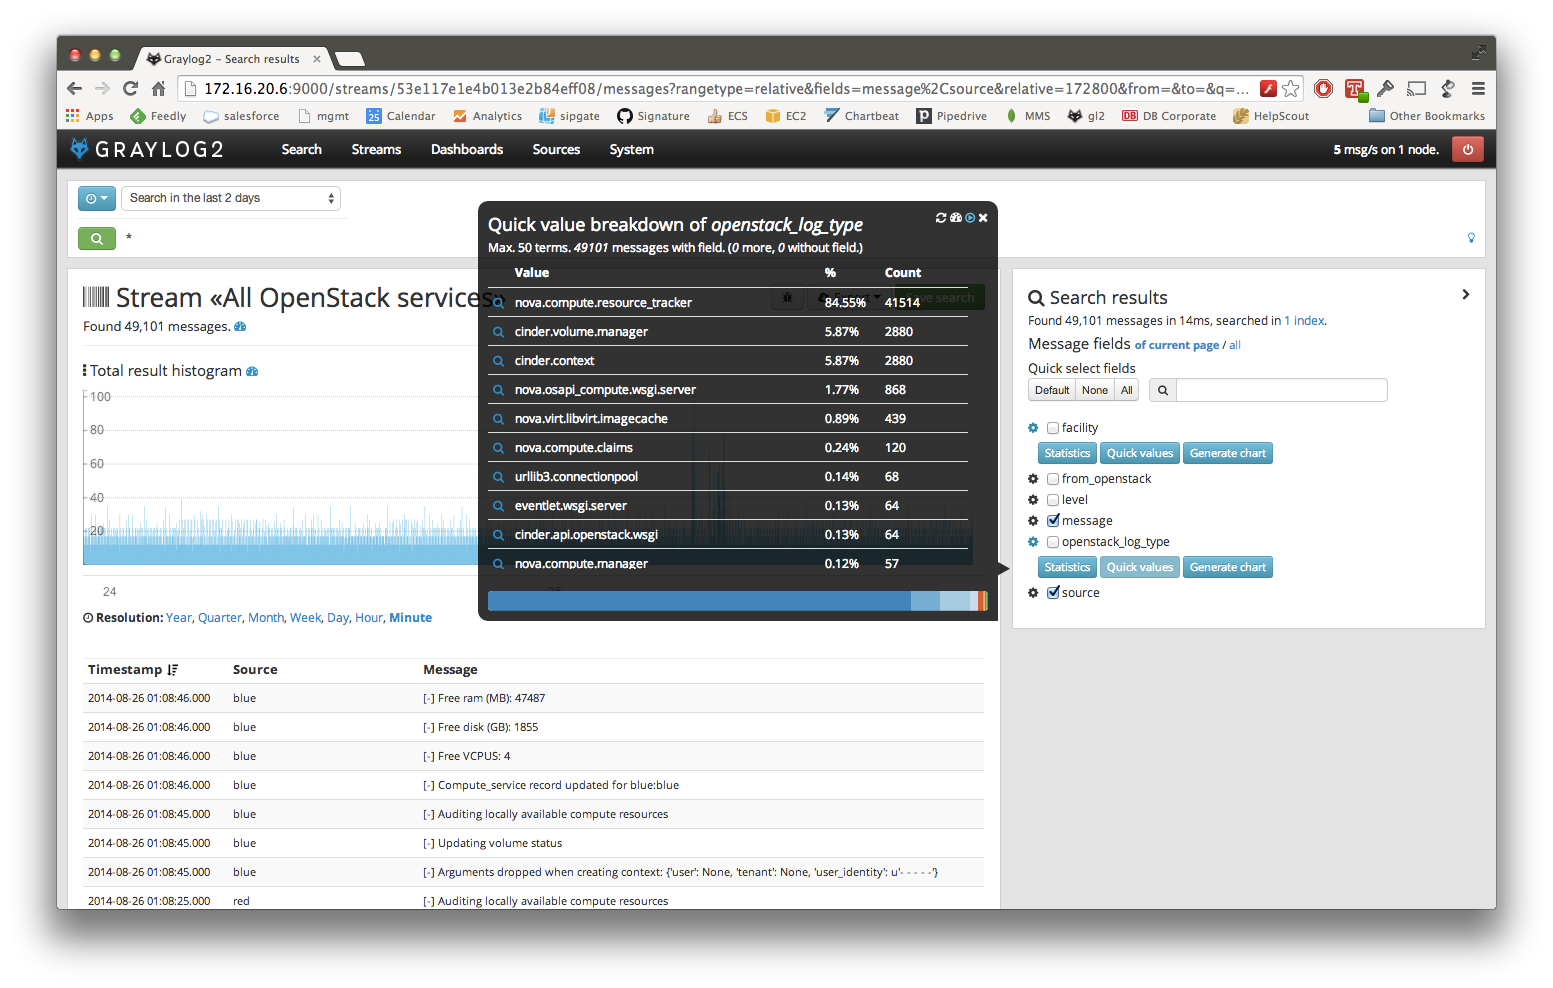 Graylog2 – Search results
172.16.20.6:9000/streams/53e117e1e4b013e2b84eff08/messages?rangetype=relative&fields=message%2Csource&relative=172800&from=&to=&q=...
Apps Feedly salesforce mgmt 25 Calendar Analytics sipgate Signature ECS EC2 Chartbeat Pipedrive MMS gl2 DB DB Corporate HelpScout Other Bookmarks
GRAYLOG2 Search Streams Dashboards Sources System 5 msg/s on 1 node.
Search in the last 2 days
*
Quick value breakdown of openstack_log_type
Max. 50 terms. 49101 messages with field. (0 more, 0 without field.)
Value % Count
nova.compute.resource_tracker 84.55% 41514
cinder.volume.manager 5.87% 2880
cinder.context 5.87% 2880
nova.osapi_compute.wsgi.server 1.77% 868
nova.virt.libvirt.imagecache 0.89% 439
nova.compute.claims 0.24% 120
urllib3.connectionpool 0.14% 68
eventlet.wsgi.server 0.13% 64
cinder.api.openstack.wsgi 0.13% 64
nova.compute.manager 0.12% 57
Stream «All OpenStack services»
search
Found 49,101 messages.
Total result histogram
100
80
60
40
20
24
Resolution: Year, Quarter, Month, Week, Day, Hour, Minute
Timestamp Source Message
2014-08-26 01:08:46.000 blue [-] Free ram (MB): 47487
2014-08-26 01:08:46.000 blue [-] Free disk (GB): 1855
2014-08-26 01:08:46.000 blue [-] Free VCPUS: 4
2014-08-26 01:08:46.000 blue [-] Compute_service record updated for blue:blue
2014-08-26 01:08:45.000 blue [-] Auditing locally available compute resources
2014-08-26 01:08:45.000 blue [-] Updating volume status
2014-08-26 01:08:45.000 blue [-] Arguments dropped when creating context: {'user': None, 'tenant': None, 'user_identity': u'- - - - -'}
2014-08-26 01:08:25.000 red [-] Auditing locally available compute resources
Search results
Found 49,101 messages in 14ms, searched in 1 index.
Message fields of current page / all
Quick select fields
Default None All
facility
Statistics Quick values Generate chart
from_openstack
level
message
openstack_log_type
Statistics Quick values Generate chart
source